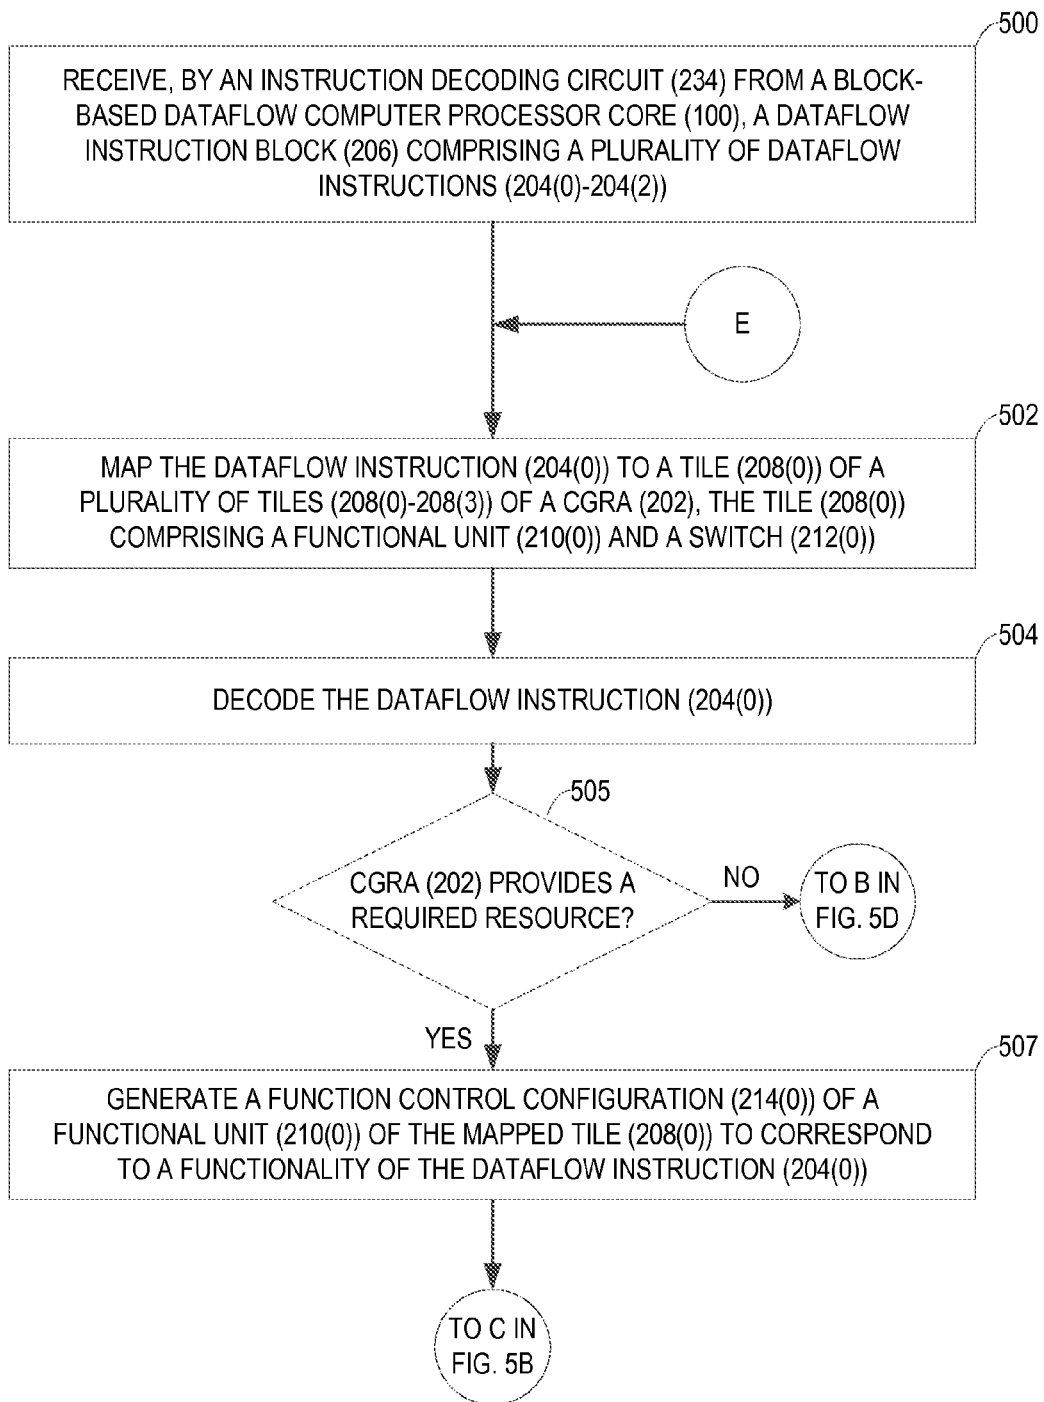 500
RECEIVE, BY AN INSTRUCTION DECODING CIRCUIT (234) FROM A BLOCK-
BASED DATAFLOW COMPUTER PROCESSOR CORE (100), A DATAFLOW
INSTRUCTION BLOCK (206) COMPRISING A PLURALITY OF DATAFLOW
INSTRUCTIONS (204(0)-204(2))
E
502
MAP THE DATAFLOW INSTRUCTION (204(0)) TO A TILE (208(0)) OF A
PLURALITY OF TILES (208(0)-208(3)) OF A CGRA (202), THE TILE (208(0))
COMPRISING A FUNCTIONAL UNIT (210(0)) AND A SWITCH (212(0))
504
DECODE THE DATAFLOW INSTRUCTION (204(0))
505
CGRA (202) PROVIDES A
REQUIRED RESOURCE?
NO
TO B IN
FIG. 5D
YES
507
GENERATE A FUNCTION CONTROL CONFIGURATION (214(0)) OF A
FUNCTIONAL UNIT (210(0)) OF THE MAPPED TILE (208(0)) TO CORRESPOND
TO A FUNCTIONALITY OF THE DATAFLOW INSTRUCTION (204(0))
TO C IN
FIG. 5B